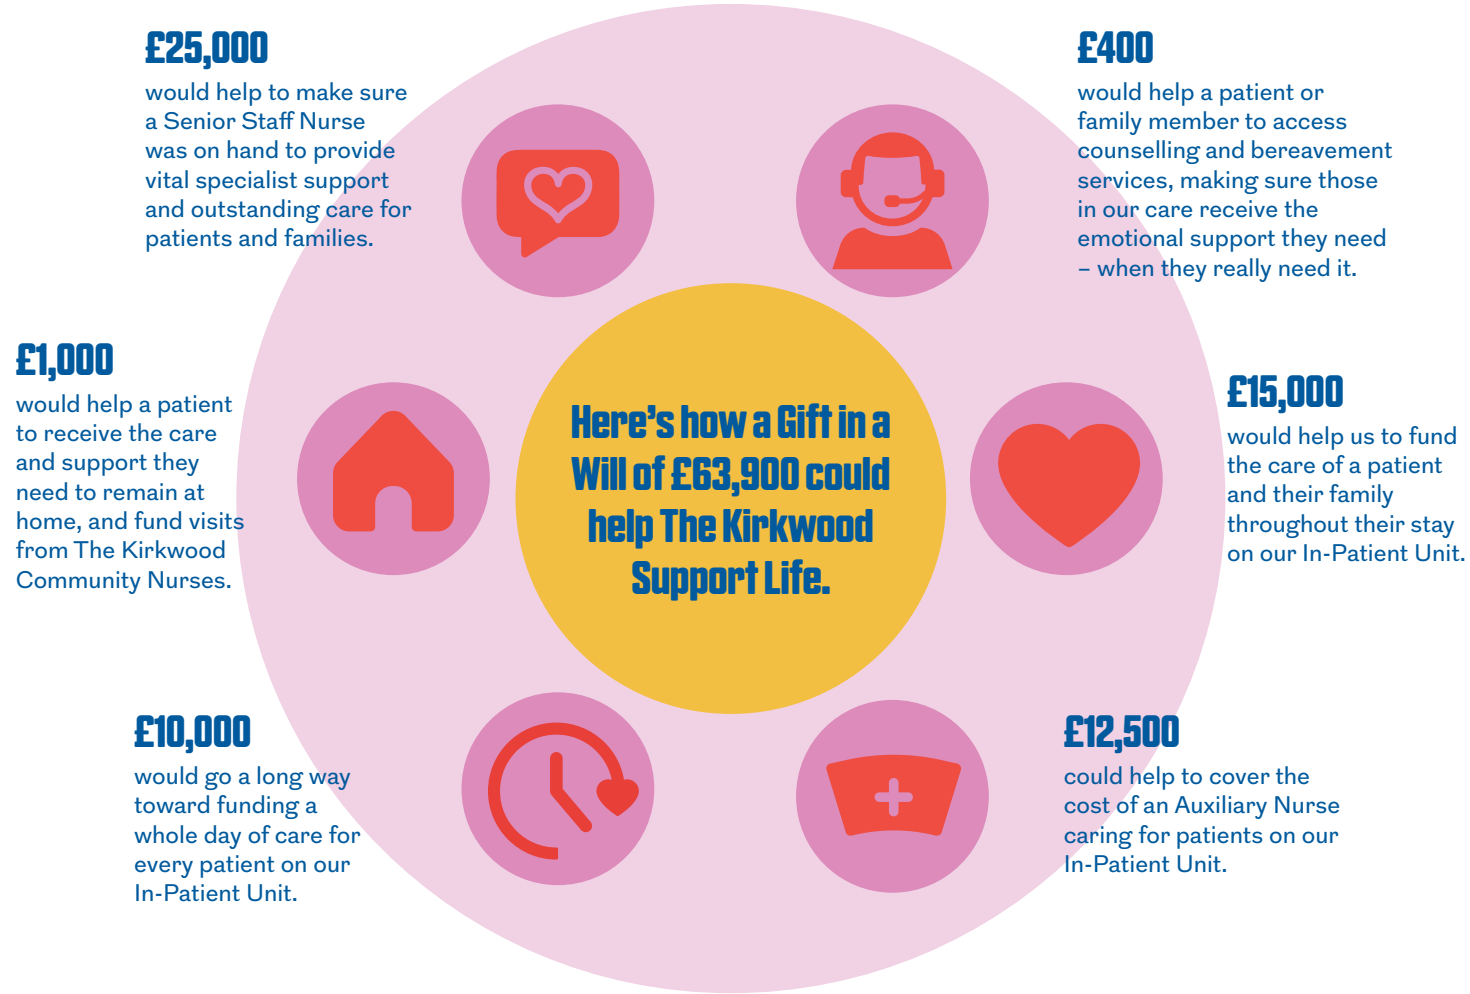 £25,000
would help to make sure
a Senior Staff Nurse
was on hand to provide
vital specialist support
and outstanding care for
patients and families.
£400
would help a patient or
family member to access
counselling and bereavement
services, making sure those
in our care receive the
emotional support they need
– when they really need it.
£1,000
would help a patient
to receive the care
and support they
need to remain at
home, and fund visits
from The Kirkwood
Community Nurses.
Here's how a Gift in a
Will of £63,900 could
help The Kirkwood
Support Life.
£15,000
would help us to fund
the care of a patient
and their family
throughout their stay
on our In-Patient Unit.
£10,000
would go a long way
toward funding a
whole day of care for
every patient on our
In-Patient Unit.
£12,500
could help to cover the
cost of an Auxiliary Nurse
caring for patients on our
In-Patient Unit.